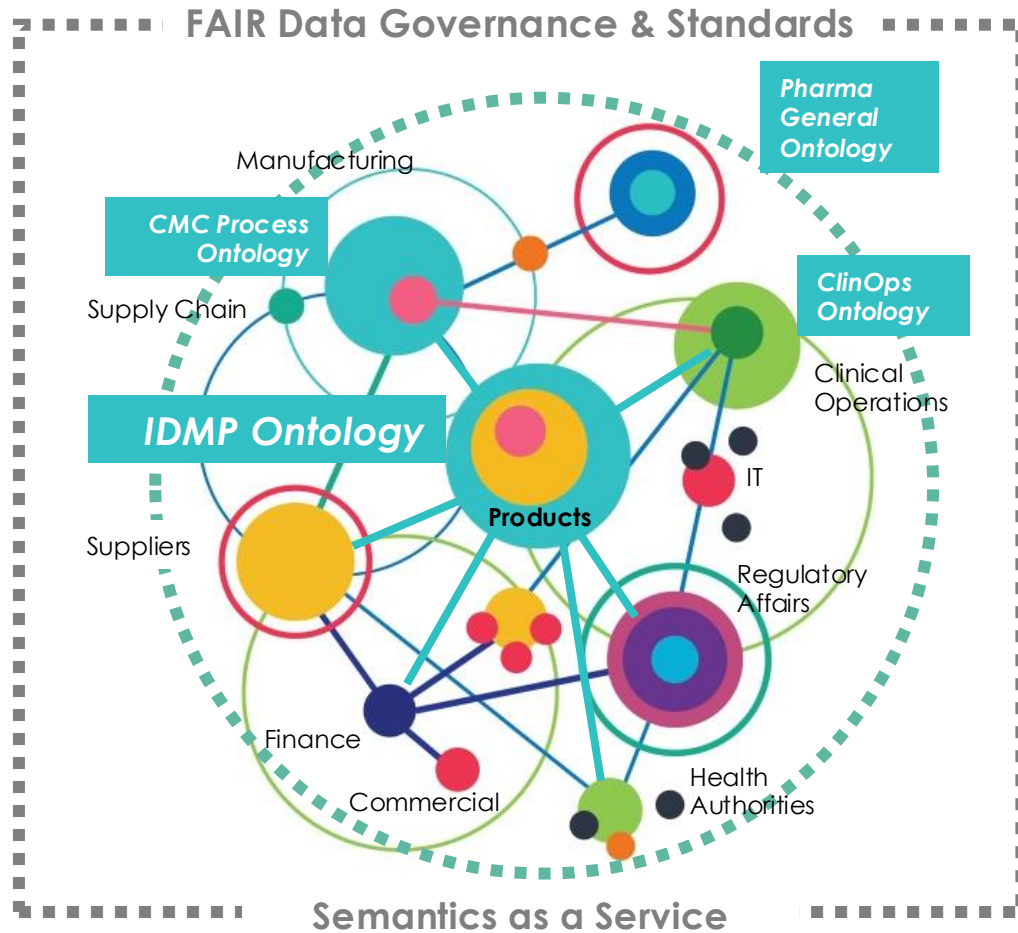 FAIR Data Governance & Standards
Pharma
General
Ontology
Manufacturing
CMC Process
Ontology
ClinOps
Ontology
Supply Chain
Clinical
Operations
IDMP Ontology
IT
Products
Suppliers
Regulatory
Affairs
Finance
Health
Authorities
Commercial
Semantics as a Service